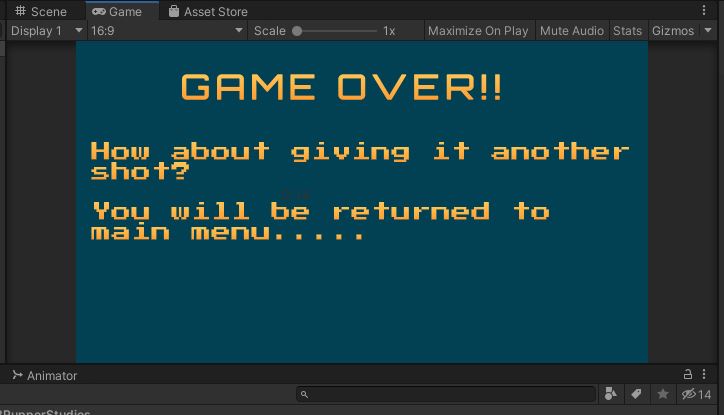 Scene Game Asset Store
Display 1 16:9 Scale 1x Maximize On Play Mute Audio Stats Gizmos
GAME OVER!!
How about giving it another
shot?
You will be returned to
main menu.....
Animator
14